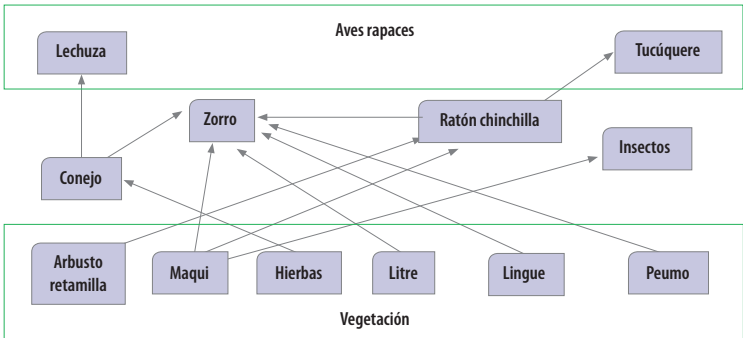 Aves rapaces
Lechuza
Tucúquere
Zorro
Ratón chinchilla
Insectos
Conejo
Arbusto
retamilla
Maqui
Hierbas
Litre
Lingue
Peumo
Vegetación